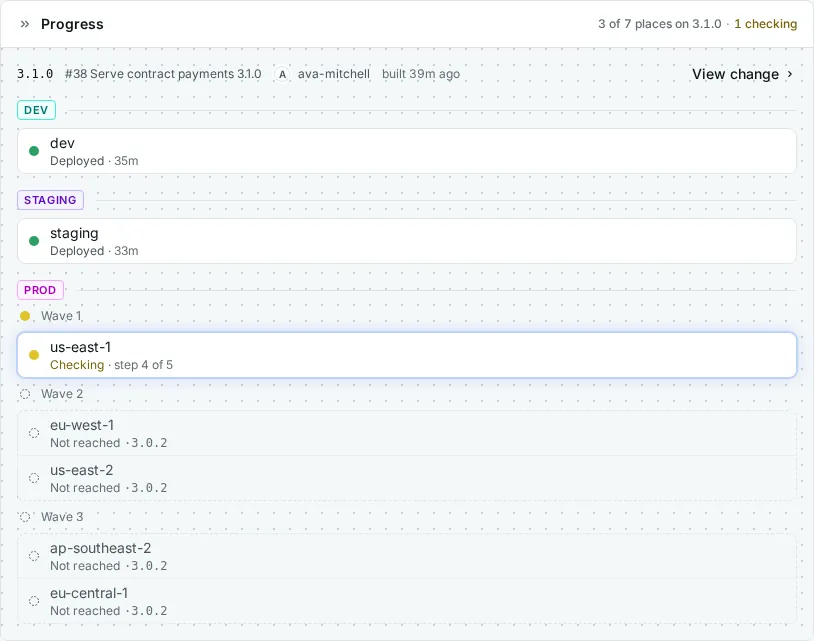 Progress
3 of 7 places on 3.1.0 · 1 checking
3.1.0 #38 Serve contract payments 3.1.0 A ava-mitchell built 39m ago View change
DEV
dev
Deployed · 35m
STAGING
staging
Deployed · 33m
PROD
Wave 1
us-east-1
Checking · step 4 of 5
Wave 2
eu-west-1
Not reached · 3.0.2
us-east-2
Not reached · 3.0.2
Wave 3
ap-southeast-2
Not reached · 3.0.2
eu-central-1
Not reached · 3.0.2